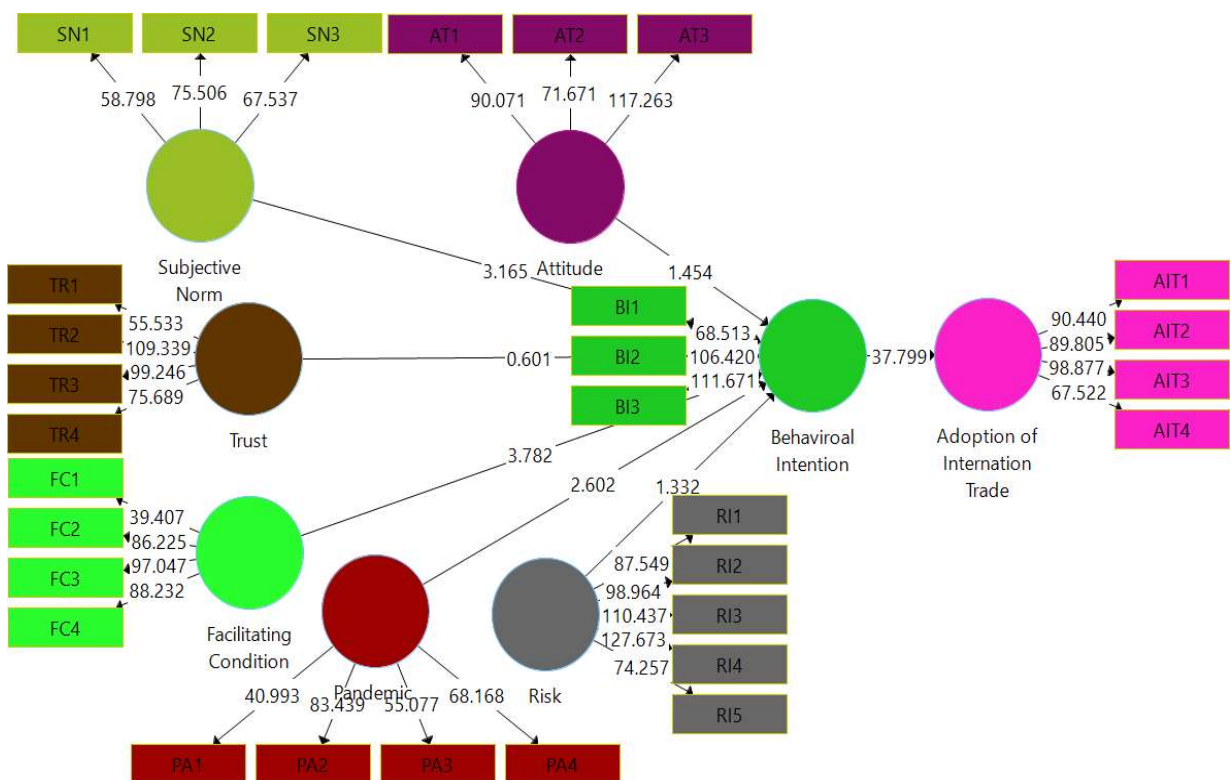 SN1
SN2
SN3
AT1
AT2
AT3
58.798
75.506
67.537
90.071
71.671
117.263
Subjective
Norm
3.165
Attitude
1.454
TR1
TR2
TR3
TR4
55.533
109.339
99.246
75.689
Trust
0.601
BI1
BI2
BI3
68.513
106.420
111.671
Behaviroal
Intention
37.799
Adoption of
Internation
Trade
90.440
89.805
98.877
67.522
AIT1
AIT2
AIT3
AIT4
FC1
FC2
FC3
FC4
39.407
86.225
97.047
88.232
Facilitating
Condition
3.782
2.602
1.332
Pandemic
40.993
83.439
55.077
68.168
PA1
PA2
PA3
PA4
Risk
87.549
98.964
110.437
127.673
74.257
RI1
RI2
RI3
RI4
RI5